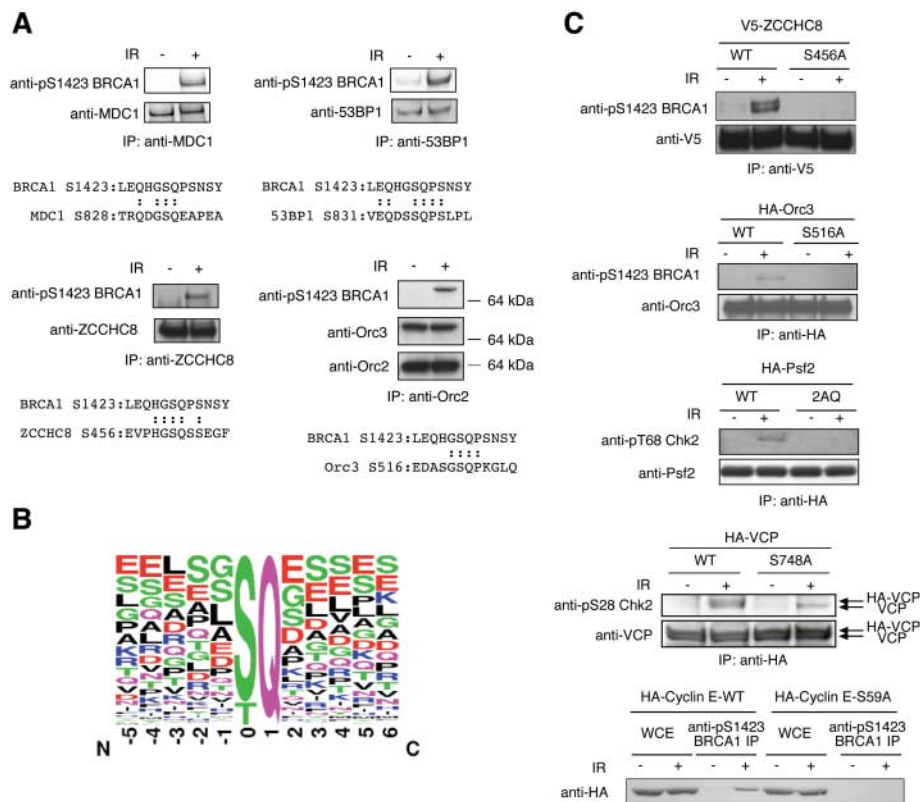 A
IR - +
anti-pS1423 BRCA1
anti-MDC1
IP: anti-MDC1
BRCA1 S1423:LEQHGSQPSNSY
: :::
MDC1 S828:TRQDGSQEAPEA
IR - +
anti-pS1423 BRCA1
anti-53BP1
IP: anti-53BP1
BRCA1 S1423:LEQHGSQPSNSY
:: ::::
53BP1 S831:VEQDSSQPSLPL
IR - +
anti-pS1423 BRCA1
anti-ZCCHC8
IP: anti-ZCCHC8
BRCA1 S1423:LEQHGSQPSNSY
:::: :
ZCCHC8 S456:EVPHGSQSSEGF
IR - +
anti-pS1423 BRCA1
64 kDa
anti-Orc3
64 kDa
anti-Orc2
64 kDa
IP: anti-Orc2
BRCA1 S1423:LEQHGSQPSNSY
::::
Orc3 S516:EDASGSQPKGLQ
B
E E L S G S Q E S S E S
N -5 -4 -3 -2 -1 0 1 2 3 4 5 6 C
C
V5-ZCCHC8
WT S456A
IR - + - +
anti-pS1423 BRCA1
anti-V5
IP: anti-V5
HA-Orc3
WT S516A
IR - + - +
anti-pS1423 BRCA1
anti-Orc3
IP: anti-HA
HA-Psf2
WT 2AQ
IR - + - +
anti-pT68 Chk2
anti-Psf2
IP: anti-HA
HA-VCP
WT S748A
IR - + - +
anti-pS28 Chk2
HA-VCP
VCP
anti-VCP
HA-VCP
VCP
IP: anti-HA
HA-Cyclin E-WT HA-Cyclin E-S59A
WCE anti-pS1423 BRCA1 IP WCE anti-pS1423 BRCA1 IP
IR - + - + - + - +
anti-HA